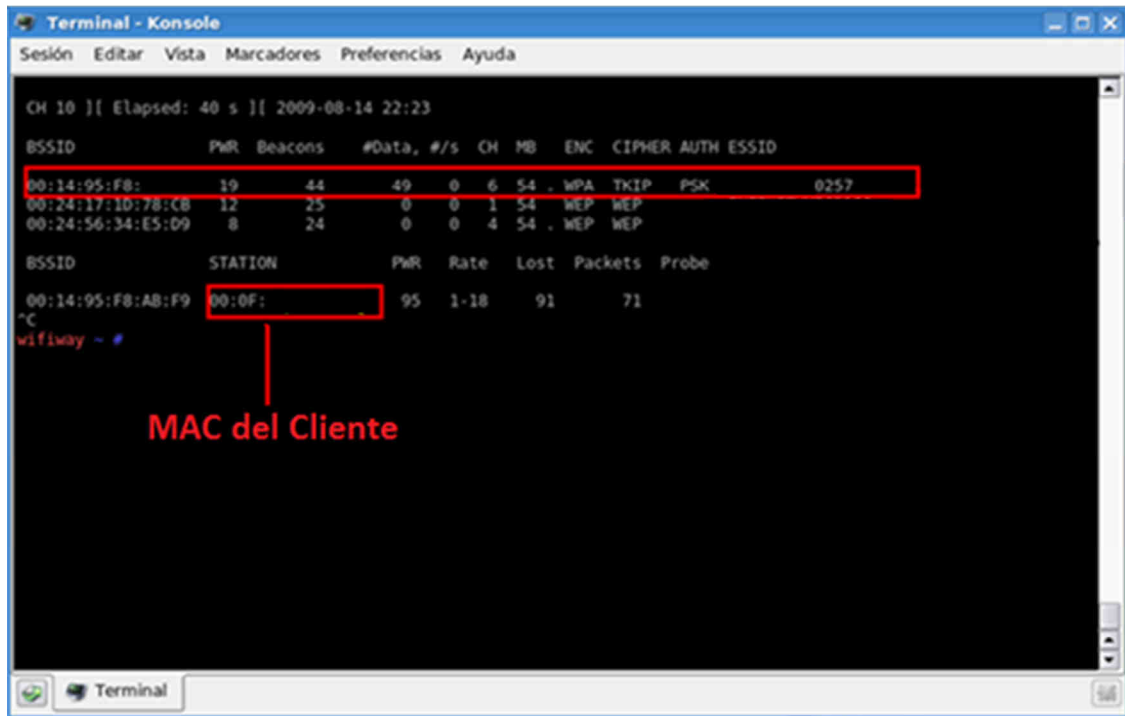 Terminal - Konsole
Sesión Editar Vista Marcadores Preferencias Ayuda
CH 10 ][ Elapsed: 40 s ][ 2009-08-14 22:23
BSSID PWR Beacons #Data, #/s CH MB ENC CIPHER AUTH ESSID
00:14:95:F8: 19 44 49 0 6 54 . WPA TKIP PSK 0257
00:24:17:1D:78:CB 12 25 0 0 1 54 WEP WEP
00:24:56:34:E5:D9 8 24 0 0 4 54 . WEP WEP
BSSID STATION PWR Rate Lost Packets Probe
00:14:95:F8:AB:F9 00:0F: 95 1-18 91 71
^C
wifiway ~ #
MAC del Cliente
Terminal